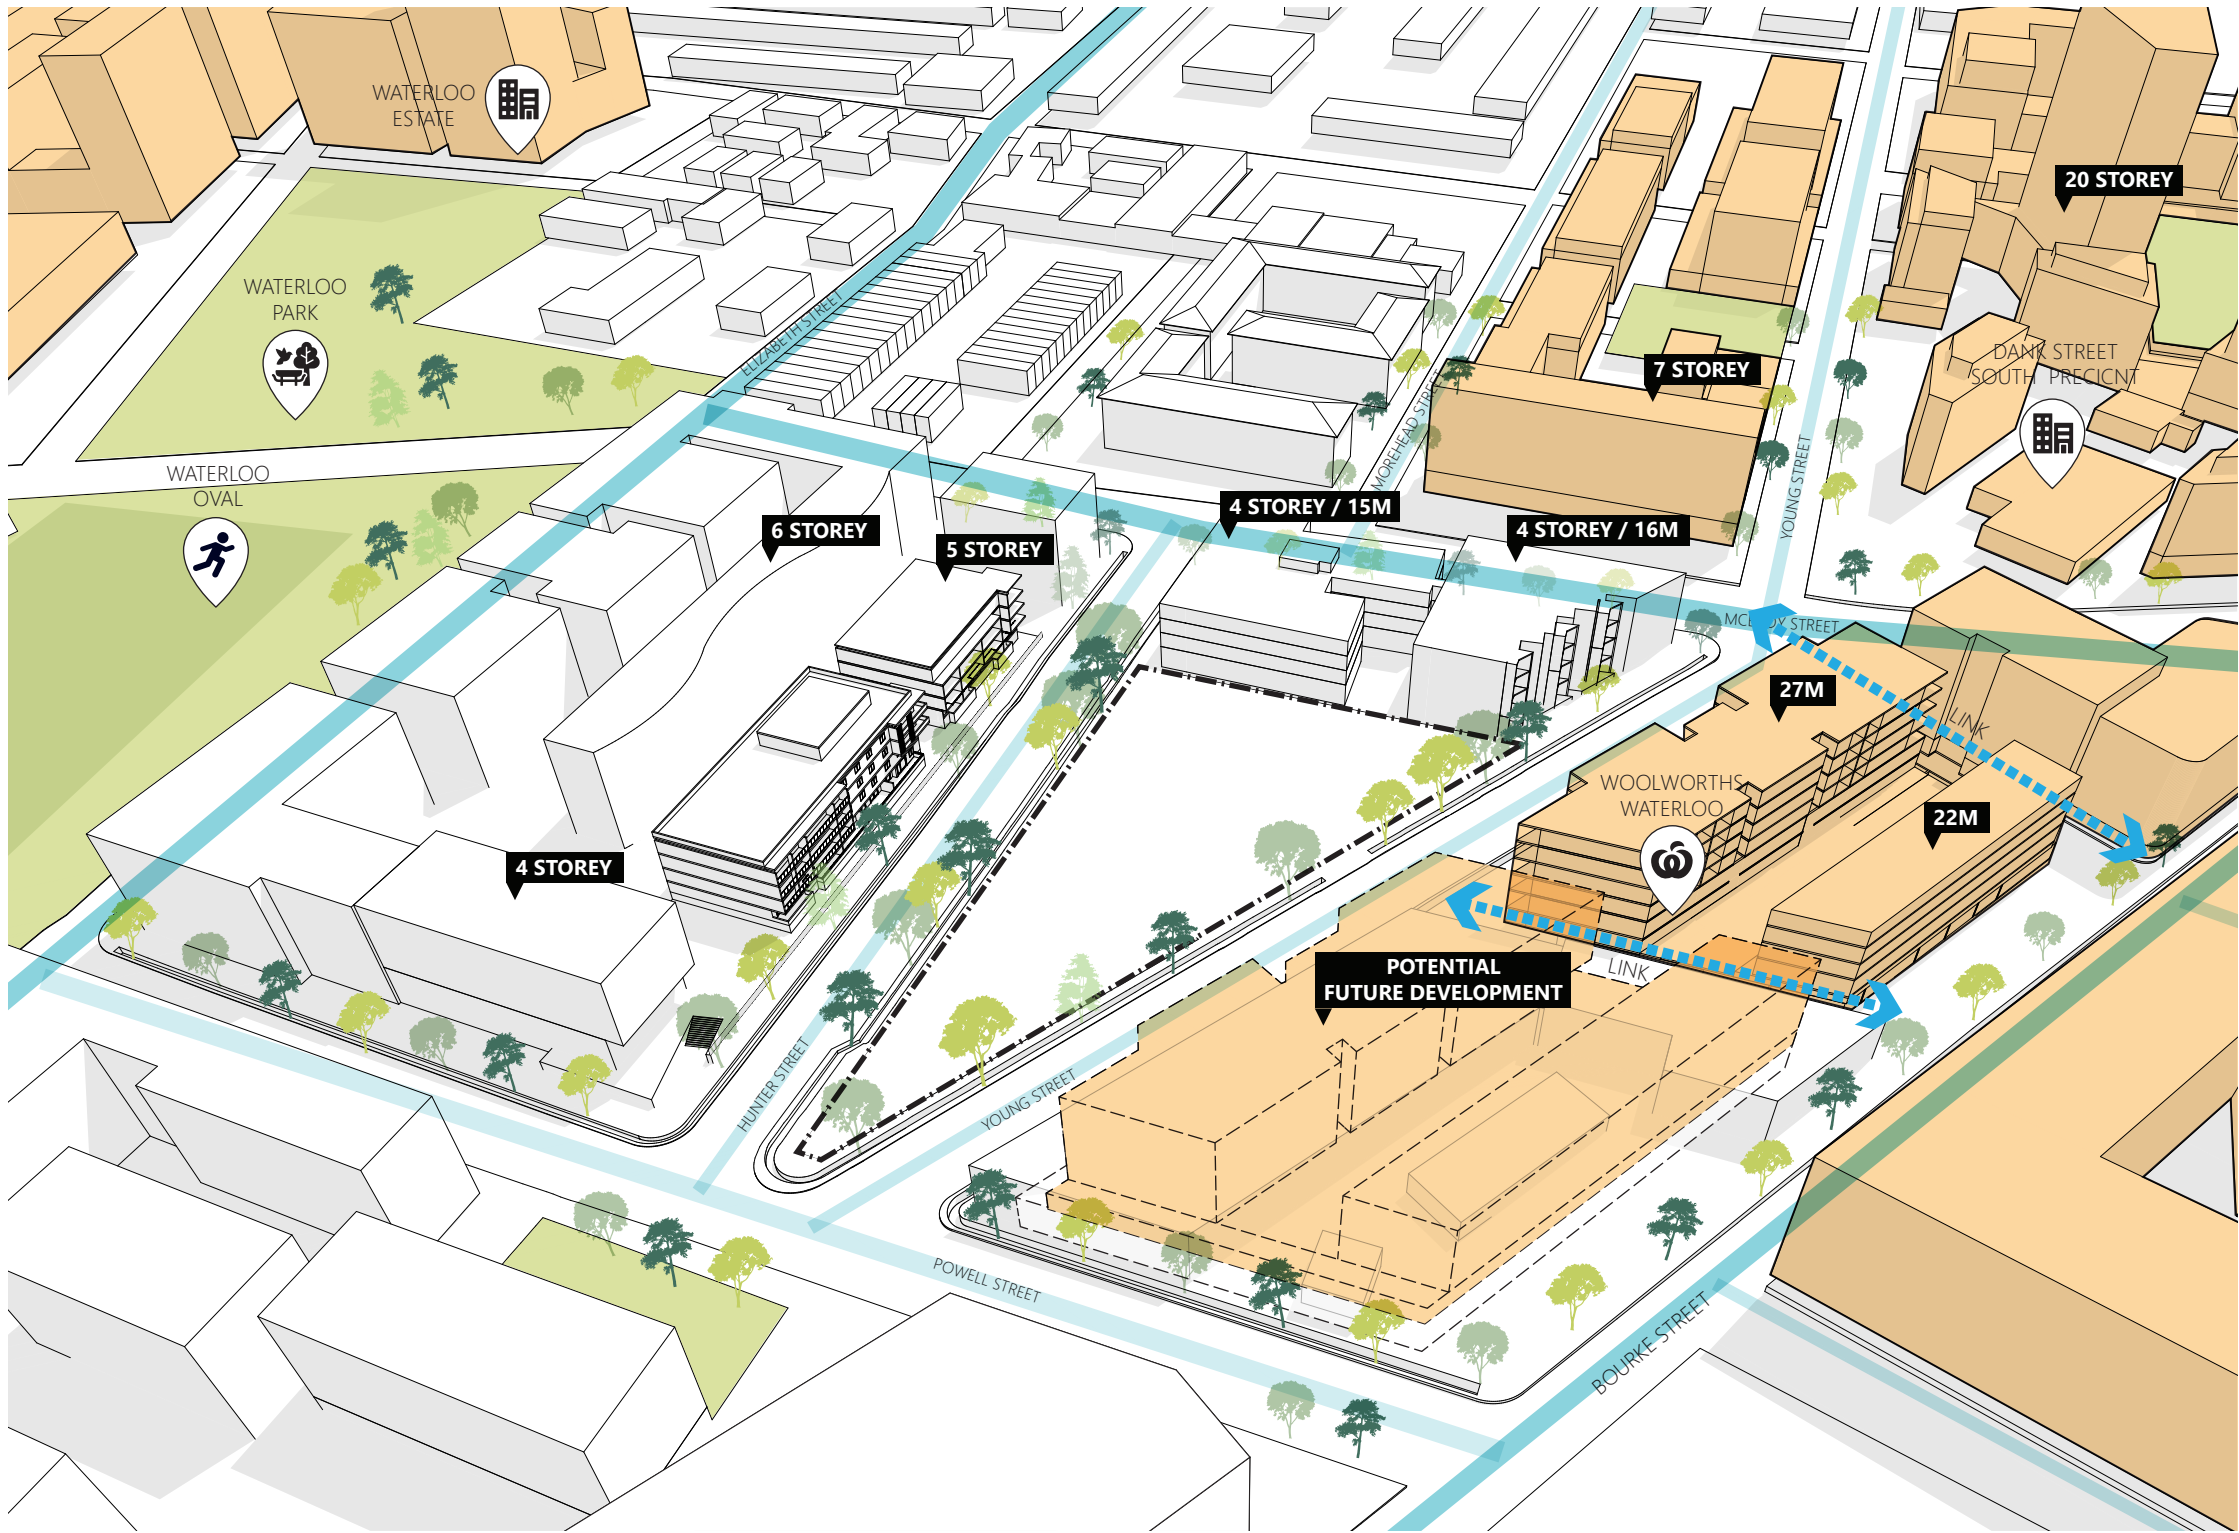 WATERLOO
ESTATE
20 STOREY
WATERLOO
PARK
ELIZABETH STREET
DANK STREET
SOUTH PRECICNT
7 STOREY
MOREHEAD STREET
YOUNG STREET
WATERLOO
OVAL
6 STOREY
5 STOREY
4 STOREY / 15M
4 STOREY / 16M
STREET
27M
LINK
WOOLWORTHS
WATERLOO
22M
4 STOREY
POTENTIAL
FUTURE DEVELOPMENT
LINK
HUNTER STREET
YOUNG STREET
POWELL STREET
BOURKE STREET